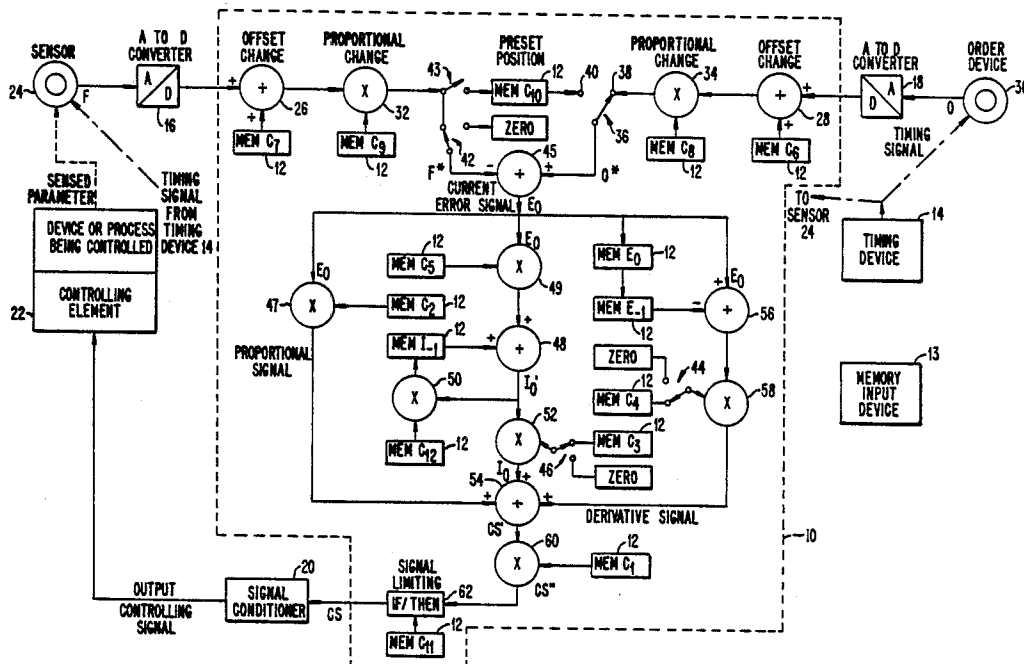 SENSOR
24
F
A TO D
CONVERTER
A
D
16
OFFSET
CHANGE
+
÷
26
+
MEM C7
12
PROPORTIONAL
CHANGE
X
32
MEM C9
12
43
42
PRESET
POSITION
12
MEM C10
40
ZERO
38
36
PROPORTIONAL
CHANGE
34
X
MEM C8
12
OFFSET
CHANGE
+
÷
28
+
MEM C6
12
A TO D
CONVERTER
18
D
A
O
ORDER
DEVICE
30
TIMING
SIGNAL
TO
SENSOR
24
14
TIMING
DEVICE
13
MEMORY
INPUT
DEVICE
10
SENSED
PARAMETER
TIMING
SIGNAL
FROM
TIMING
DEVICE 14
DEVICE OR PROCESS
BEING CONTROLLED
CONTROLLING
ELEMENT
22
F*
-
45
÷
+
O*
CURRENT
ERROR SIGNAL
E0
E0
12
MEM C5
X
49
E0
47
X
MEM C2
12
PROPORTIONAL
SIGNAL
MEM I-1
12
+
+
÷
48
50
X
I0'
MEM C12
12
52
X
46
12
MEM C3
ZERO
MEM E0
12
MEM E-1
12
E0
+
-
÷
56
ZERO
44
12
MEM C4
X
58
I0
54
+
+
÷
+
DERIVATIVE SIGNAL
CS'
60
X
12
MEM C1
CS"
SIGNAL
LIMITING
62
IF/THEN
12
MEM C11
CS
20
SIGNAL
CONDITIONER
OUTPUT
CONTROLLING
SIGNAL